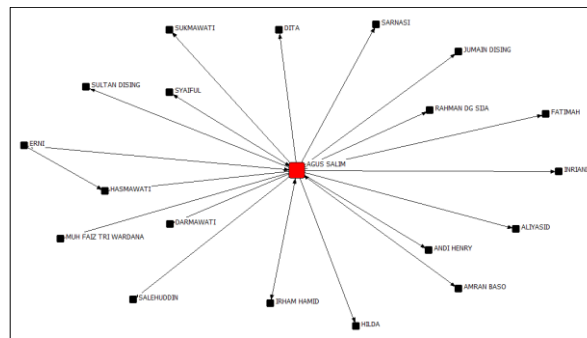 SUKMAWATI
DITA
SARNASI
JUMAIN DISING
SULTAN DISING
SYAIFUL
RAHMAN DG SIJA
FATIMAH
ERNI
AGUS SALIM
INRIANI
HASMAWATI
DARMAWATI
ALIYASID
MUH FAIZ TRI WARDANA
ANDI HENRY
AMRAN BASO
SALEHUDDIN
IRHAM HAMID
HILDA